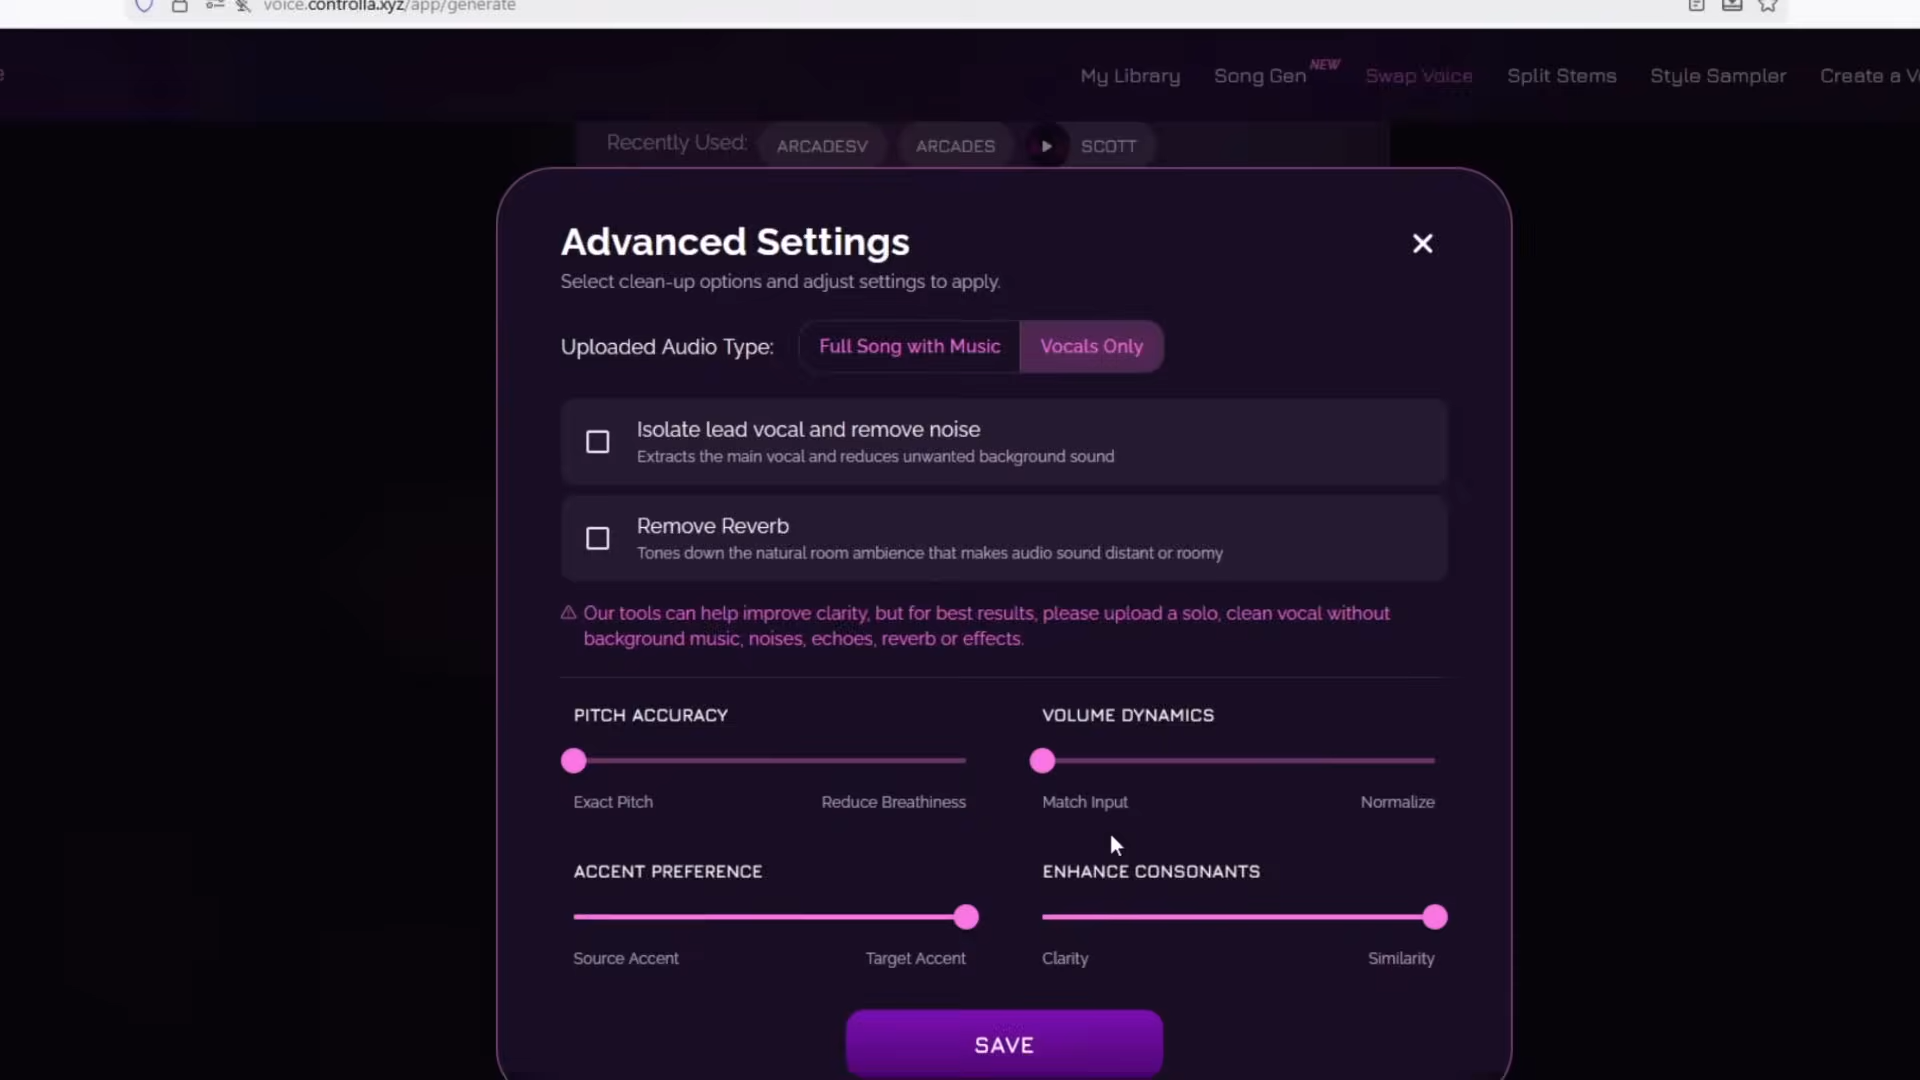 voice.controlla.xyz/app/generate
My Library Song Gen NEW Swap Voice Split Stems Style Sampler Create a
Recently Used: ARCADESV ARCADES SCOTT
Advanced Settings
Select clean-up options and adjust settings to apply.
Uploaded Audio Type: Full Song with Music Vocals Only
Isolate lead vocal and remove noise
Extracts the main vocal and reduces unwanted background sound
Remove Reverb
Tones down the natural room ambience that makes audio sound distant or roomy
Our tools can help improve clarity, but for best results, please upload a solo, clean vocal without
background music, noises, echoes, reverb or effects.
PITCH ACCURACY VOLUME DYNAMICS
Exact Pitch Reduce Breathiness Match Input Normalize
ACCENT PREFERENCE ENHANCE CONSONANTS
Source Accent Target Accent Clarity Similarity
SAVE